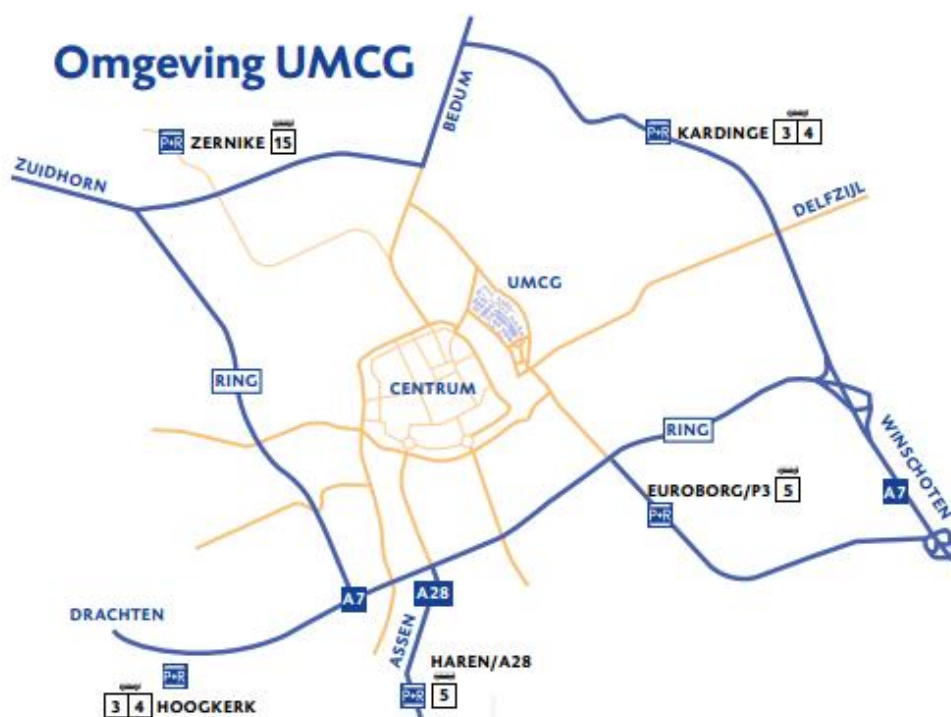 Omgeving UMCG
BEDUM
P+R ZERNIKE 15
P+R KARDINGE 3 4
ZUIDHORN
DELFZIJL
UMCG
RING
CENTRUM
RING
WINSCHOTEN
EUROBORG/P3 5
A7
P+R
A7
A28
DRACHTEN
ASSEN
HAREN/A28
P+R
P+R 5
3 4 HOOGKERK